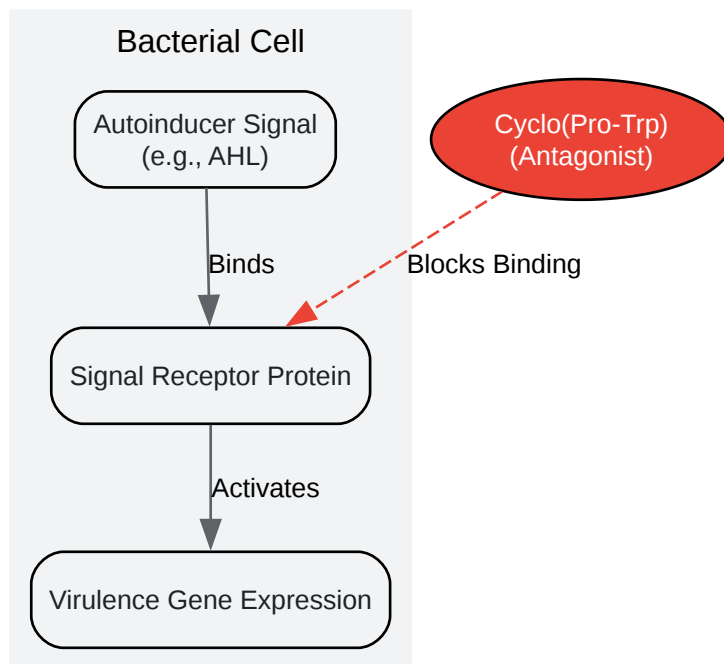 Bacterial Cell
Autoinducer Signal
(e.g., AHL)
Cyclo(Pro-Trp)
(Antagonist)
Binds
Blocks Binding
Signal Receptor Protein
Activates
Virulence Gene Expression